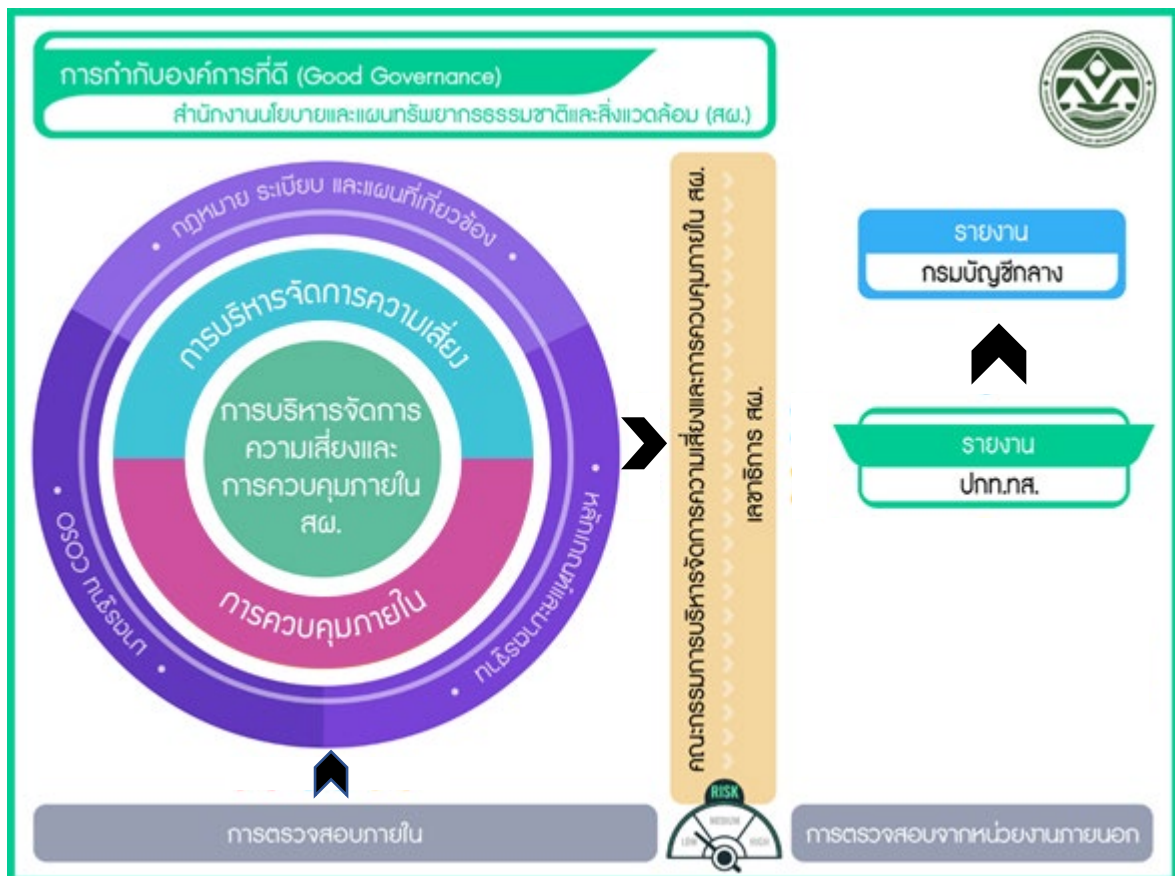 การกำกับองค์การที่ดี (Good Governance)
สำนักงานนโยบายและแผนทรัพยากรธรรมชาติและสิ่งแวดล้อม (สผ.)
• กฎหมาย ระเบียบ และแผนที่เกี่ยวข้อง •
การบริหารจัดการความเสี่ยง
การบริหารจัดการ
ความเสี่ยงและ
การควบคุมภายใน
สผ.
การควบคุมภายใน
• มาตรฐาน COSO •
• หลักเกณฑ์และมาตรฐาน •
คณะกรรมการบริหารจัดการความเสี่ยงและการควบคุมภายใน สผ.
เลขาธิการ สผ.
รายงาน
กรมบัญชีกลาง
รายงาน
ปกท.ทส.
การตรวจสอบภายใน
RISK
LOW
MEDIUM
HIGH
การตรวจสอบจากหน่วยงานภายนอก